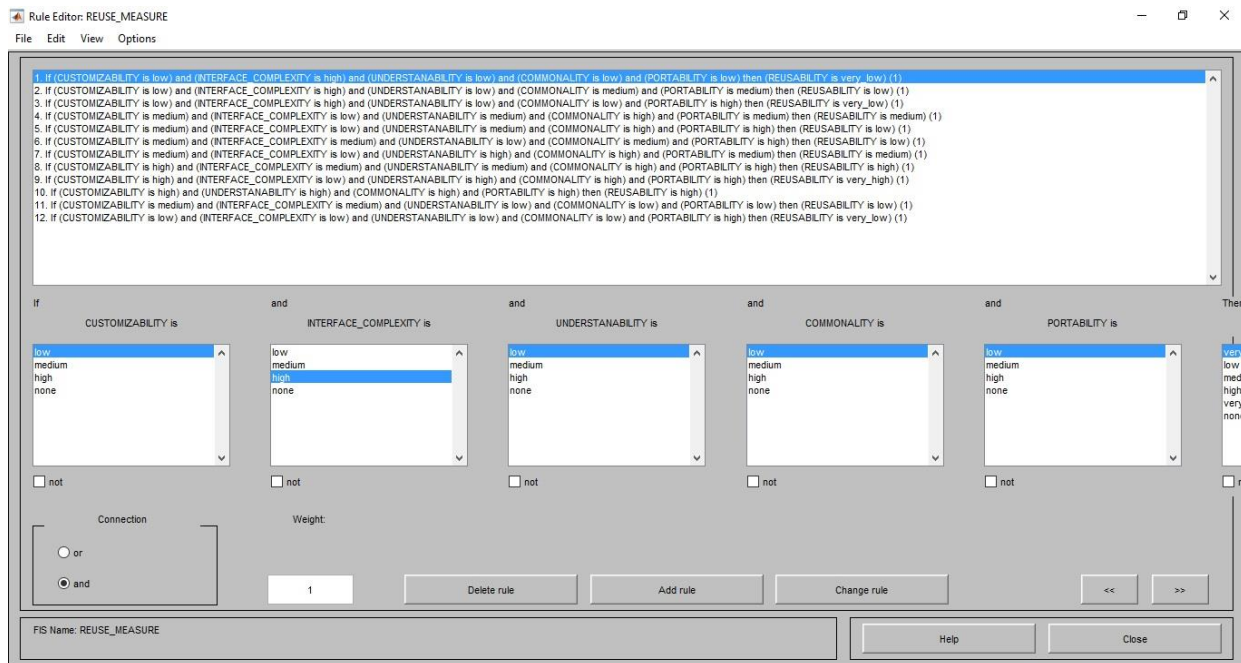 Rule Editor: REUSE_MEASURE
File Edit View Options
1. If (CUSTOMIZABILITY is low) and (INTERFACE_COMPLEXITY is high) and (UNDERSTANABILITY is low) and (COMMONALITY is low) and (PORTABILITY is low) then (REUSABILITY is very_low) (1)
2. If (CUSTOMIZABILITY is low) and (INTERFACE_COMPLEXITY is high) and (UNDERSTANABILITY is low) and (COMMONALITY is medium) and (PORTABILITY is medium) then (REUSABILITY is low) (1)
3. If (CUSTOMIZABILITY is low) and (INTERFACE_COMPLEXITY is high) and (UNDERSTANABILITY is low) and (COMMONALITY is low) and (PORTABILITY is high) then (REUSABILITY is very_low) (1)
4. If (CUSTOMIZABILITY is medium) and (INTERFACE_COMPLEXITY is low) and (UNDERSTANABILITY is medium) and (COMMONALITY is high) and (PORTABILITY is medium) then (REUSABILITY is medium) (1)
5. If (CUSTOMIZABILITY is medium) and (INTERFACE_COMPLEXITY is low) and (UNDERSTANABILITY is medium) and (COMMONALITY is high) and (PORTABILITY is high) then (REUSABILITY is low) (1)
6. If (CUSTOMIZABILITY is medium) and (INTERFACE_COMPLEXITY is medium) and (UNDERSTANABILITY is low) and (COMMONALITY is medium) and (PORTABILITY is high) then (REUSABILITY is low) (1)
7. If (CUSTOMIZABILITY is medium) and (INTERFACE_COMPLEXITY is low) and (UNDERSTANABILITY is high) and (COMMONALITY is high) and (PORTABILITY is medium) then (REUSABILITY is medium) (1)
8. If (CUSTOMIZABILITY is high) and (INTERFACE_COMPLEXITY is medium) and (UNDERSTANABILITY is medium) and (COMMONALITY is high) and (PORTABILITY is high) then (REUSABILITY is high) (1)
9. If (CUSTOMIZABILITY is high) and (INTERFACE_COMPLEXITY is low) and (UNDERSTANABILITY is high) and (COMMONALITY is high) and (PORTABILITY is high) then (REUSABILITY is very_high) (1)
10. If (CUSTOMIZABILITY is high) and (UNDERSTANABILITY is high) and (COMMONALITY is high) and (PORTABILITY is high) then (REUSABILITY is high) (1)
11. If (CUSTOMIZABILITY is medium) and (INTERFACE_COMPLEXITY is medium) and (UNDERSTANABILITY is low) and (COMMONALITY is low) and (PORTABILITY is low) then (REUSABILITY is low) (1)
12. If (CUSTOMIZABILITY is low) and (INTERFACE_COMPLEXITY is low) and (UNDERSTANABILITY is low) and (COMMONALITY is low) and (PORTABILITY is high) then (REUSABILITY is very_low) (1)
If and and and and Then
CUSTOMIZABILITY is INTERFACE_COMPLEXITY is UNDERSTANABILITY is COMMONALITY is PORTABILITY is
low low low low low very
medium medium medium medium medium low
high high high high high med
none none none none none high
very
none
not not not not not
Connection Weight:
or
and 1 Delete rule Add rule Change rule << >>
FIS Name: REUSE_MEASURE Help Close